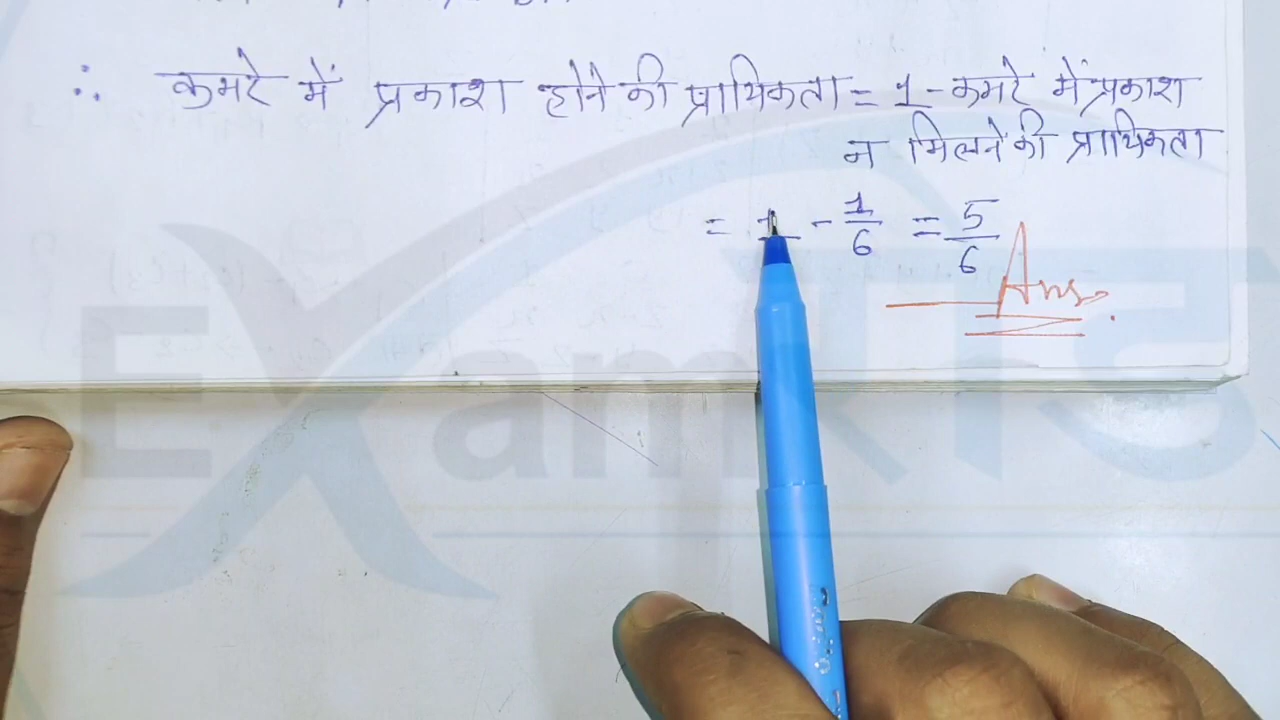 ∴ कमरे में प्रकाश होने की प्रायिकता = 1 - कमरे में प्रकाश
न मिलने की प्रायिकता
= 1 - 1/6 = 5/6
Ans.